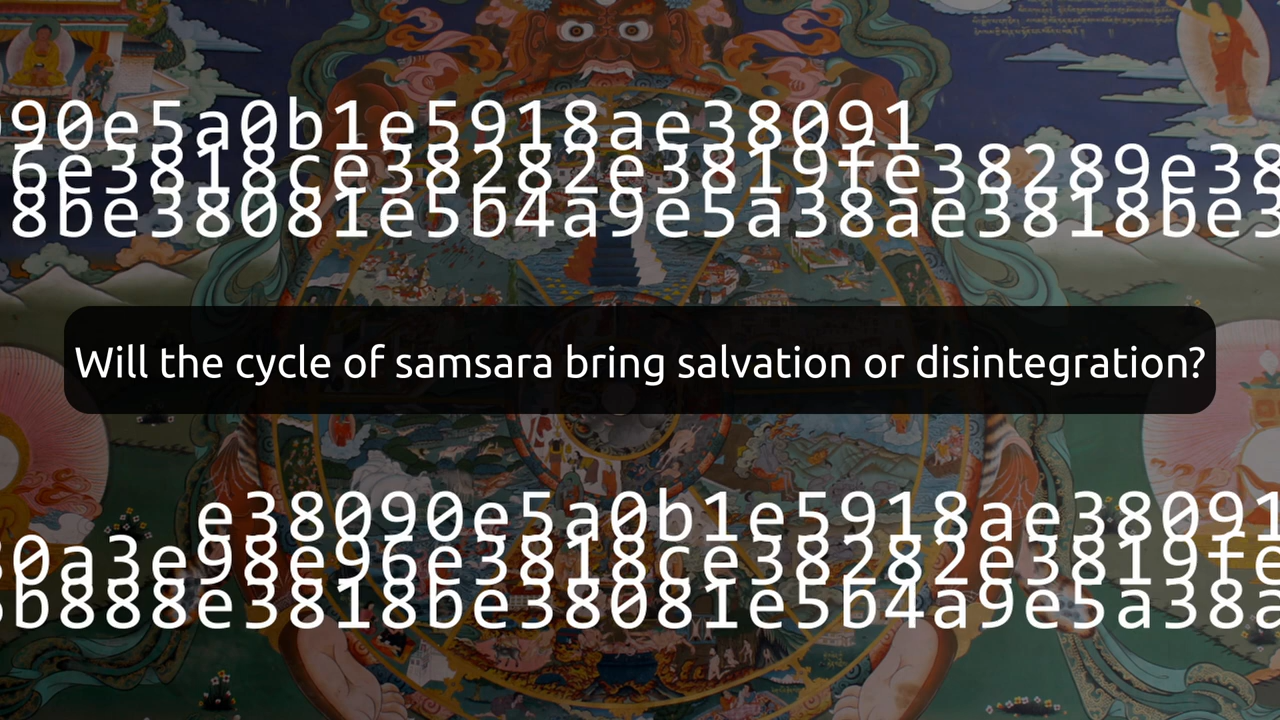 90e5a0b1e5918ae38091
6e3818ce38282e3819fe38289e38
8be38081e5b4a9e5a38ae3818be3
Will the cycle of samsara bring salvation or disintegration?
e38090e5a0b1e5918ae38091
0a3e98e96e3818ce38282e3819fe
b888e3818be38081e5b4a9e5a38a